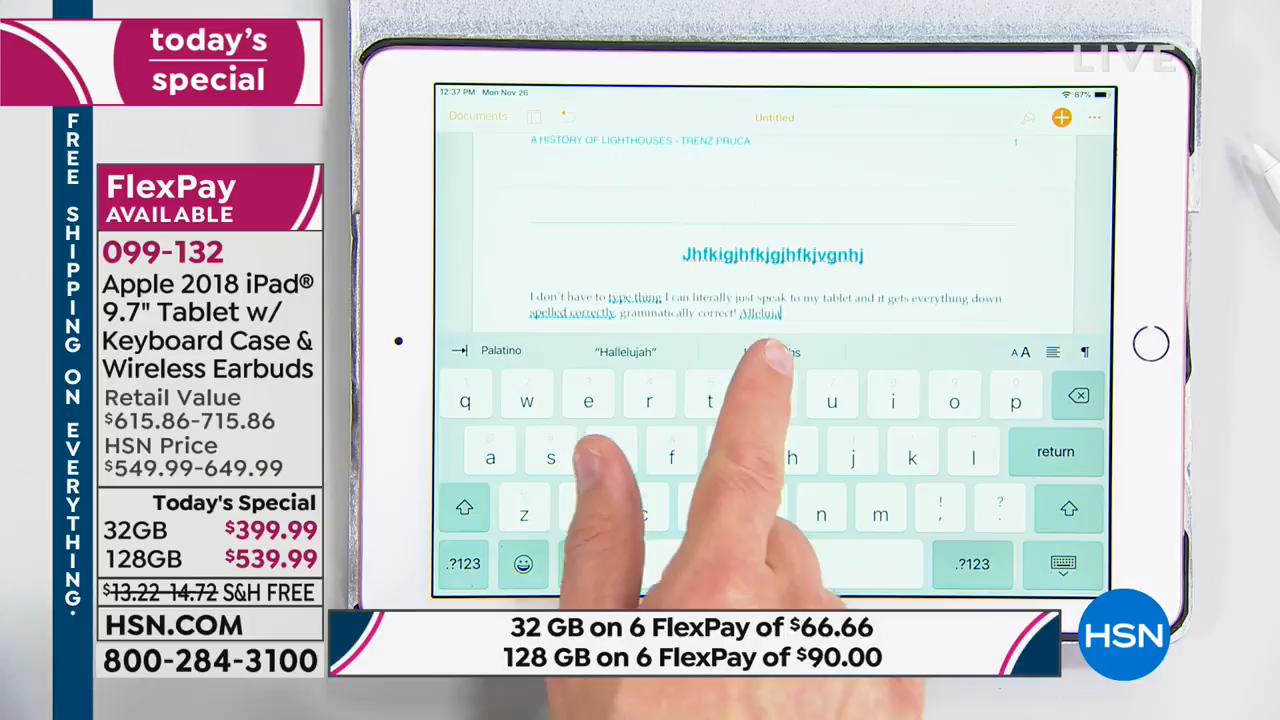 today's
special
FREE SHIPPING ON EVERYTHING.
FlexPay
AVAILABLE
099-132
Apple 2018 iPad®
9.7" Tablet w/
Keyboard Case &
Wireless Earbuds
Retail Value
$615.86-715.86
HSN Price
$549.99-649.99
Today's Special
32GB $399.99
128GB $539.99
$13.22-14.72 S&H FREE
HSN.COM
800-284-3100
LIVE
12:37 PM Mon Nov 26 87%
Documents Untitled
A HISTORY OF LIGHTHOUSES - TRENZ PRUCA 1
Jhfkigjhfkjgjhfkjvgnhj
I don't have to type thing I can literally just speak to my tablet and it gets everything down
spelled correctly, grammatically correct! Alleluja
Palatino "Hallelujah" AA ¶
q w e r t u i o p
a s f h j k l return
z c n m ! , ? .
.?123 .?123
32 GB on 6 FlexPay of $66.66
128 GB on 6 FlexPay of $90.00
HSN